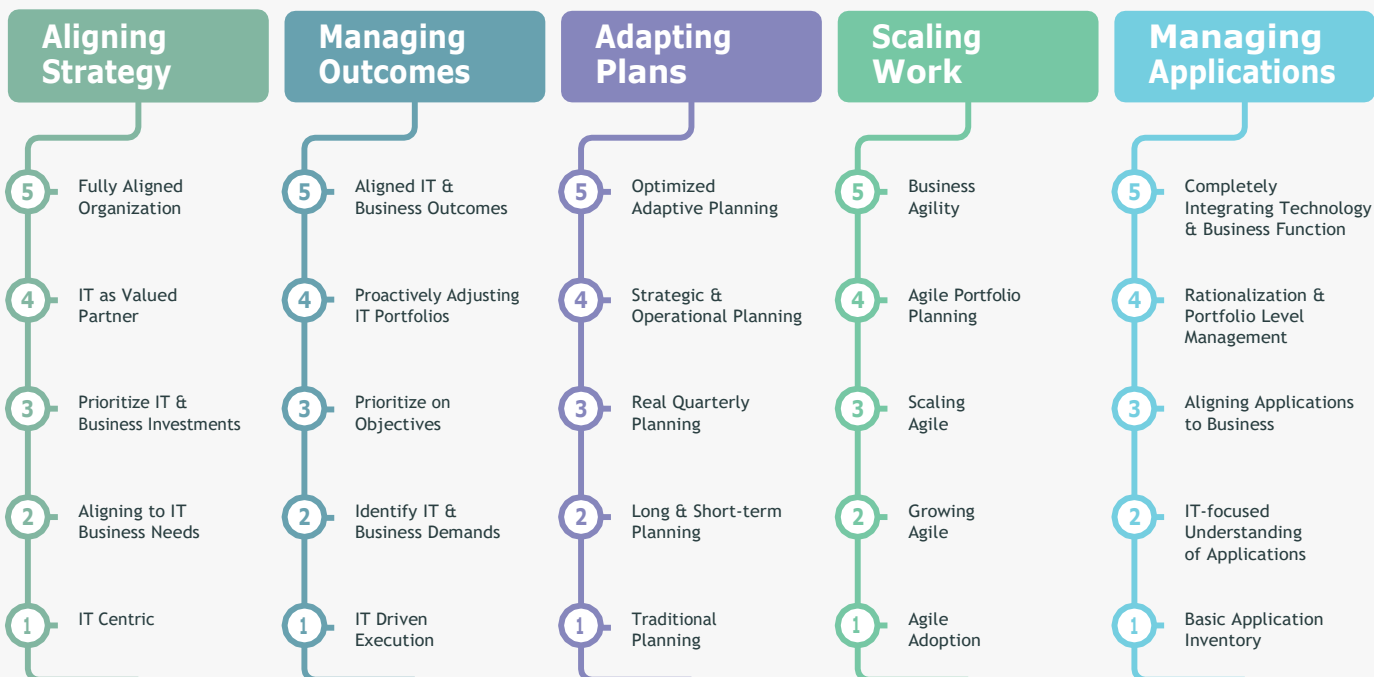 Aligning
Strategy
5
Fully Aligned
Organization
4
IT as Valued
Partner
3
Prioritize IT &
Business Investments
2
Aligning to IT
Business Needs
1
IT Centric
Managing
Outcomes
5
Aligned IT &
Business Outcomes
4
Proactively Adjusting
IT Portfolios
3
Prioritize on
Objectives
2
Identify IT &
Business Demands
1
IT Driven
Execution
Adapting
Plans
5
Optimized
Adaptive Planning
4
Strategic &
Operational Planning
3
Real Quarterly
Planning
2
Long & Short-term
Planning
1
Traditional
Planning
Scaling
Work
5
Business
Agility
4
Agile Portfolio
Planning
3
Scaling
Agile
2
Growing
Agile
1
Agile
Adoption
Managing
Applications
5
Completely
Integrating Technology
& Business Function
4
Rationalization &
Portfolio Level
Management
3
Aligning Applications
to Business
2
IT-focused
Understanding
of Applications
1
Basic Application
Inventory